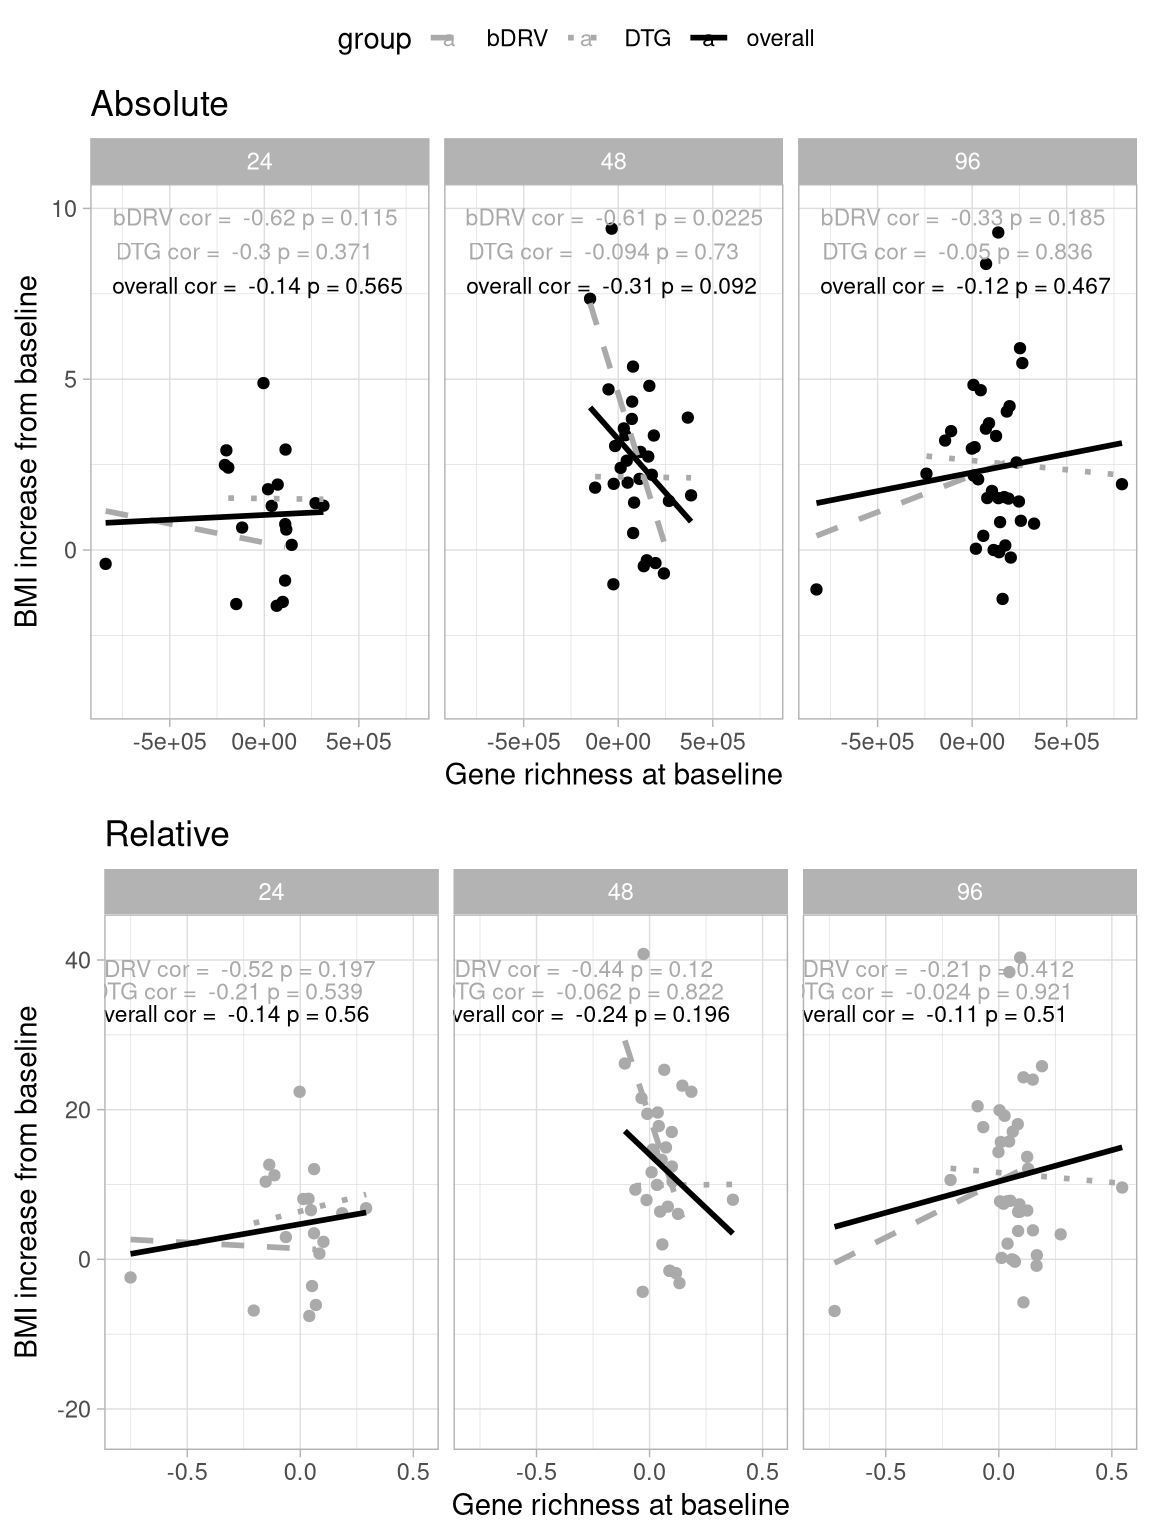 group a bDRV a DTG a overall
Absolute
24 48 96
bDRV cor = -0.62 p = 0.115
DTG cor = -0.3 p = 0.371
overall cor = -0.14 p = 0.565
bDRV cor = -0.61 p = 0.0225
DTG cor = -0.094 p = 0.73
overall cor = -0.31 p = 0.092
bDRV cor = -0.33 p = 0.185
DTG cor = -0.05 p = 0.836
overall cor = -0.12 p = 0.467
10
5
0
BMI increase from baseline
-5e+05 0e+00 5e+05 -5e+05 0e+00 5e+05 -5e+05 0e+00 5e+05
Gene richness at baseline
Relative
24 48 96
DRV cor = -0.52 p = 0.197
TG cor = -0.21 p = 0.539
verall cor = -0.14 p = 0.56
DRV cor = -0.44 p = 0.12
TG cor = -0.062 p = 0.822
verall cor = -0.24 p = 0.196
DRV cor = -0.21 p = 0.412
TG cor = -0.024 p = 0.921
verall cor = -0.11 p = 0.51
40
20
0
-20
BMI increase from baseline
-0.5 0.0 0.5 -0.5 0.0 0.5 -0.5 0.0 0.5
Gene richness at baseline